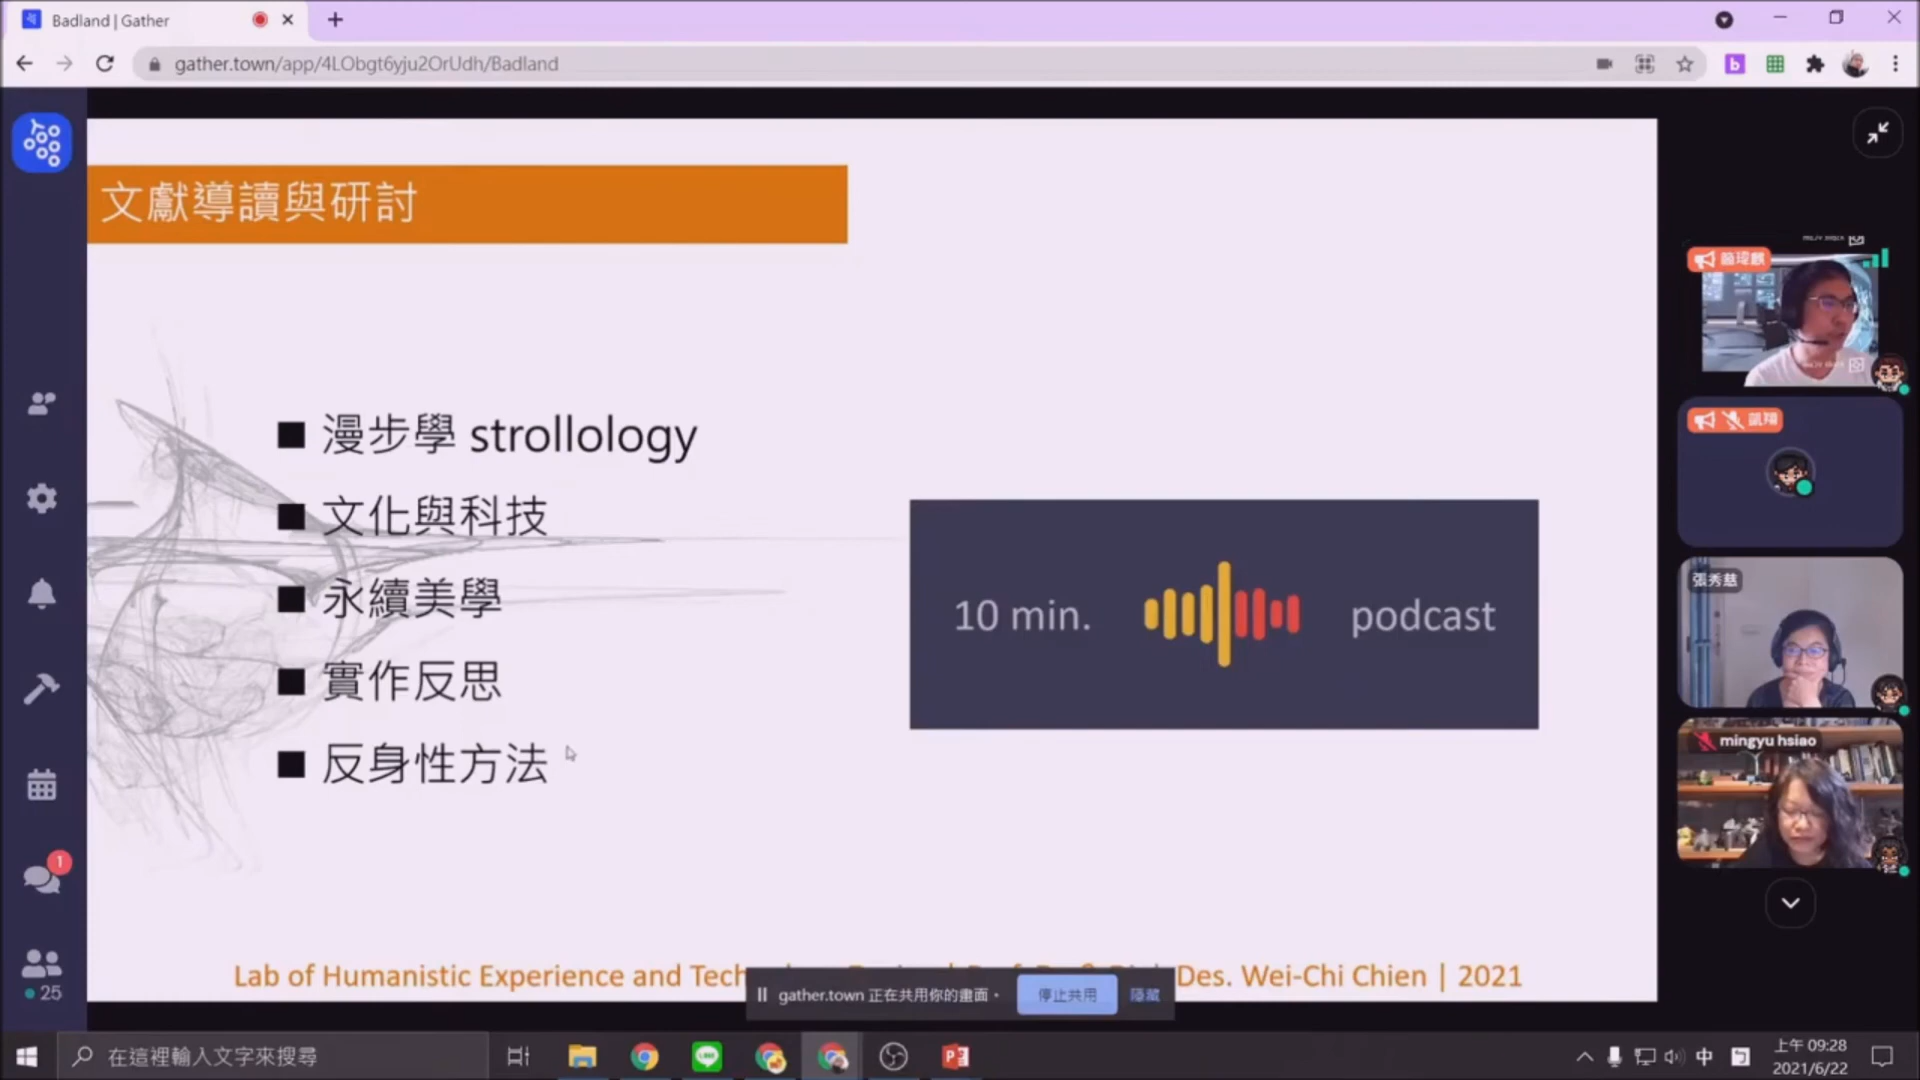 Badland | Gather
gather.town/app/4LObgt6yju2OrUdh/Badland
文獻導讀與研討
漫步學 strollology
文化與科技
永續美學
實作反思
反身性方法
10 min. podcast
張秀慈
mingyu hsiao
1
25
Lab of Humanistic Experience and Tech
Des. Wei-Chi Chien | 2021
gather.town 正在共用你的畫面。
停止共用
隱藏
在這裡輸入文字來搜尋
中
上午 09:28
2021/6/22